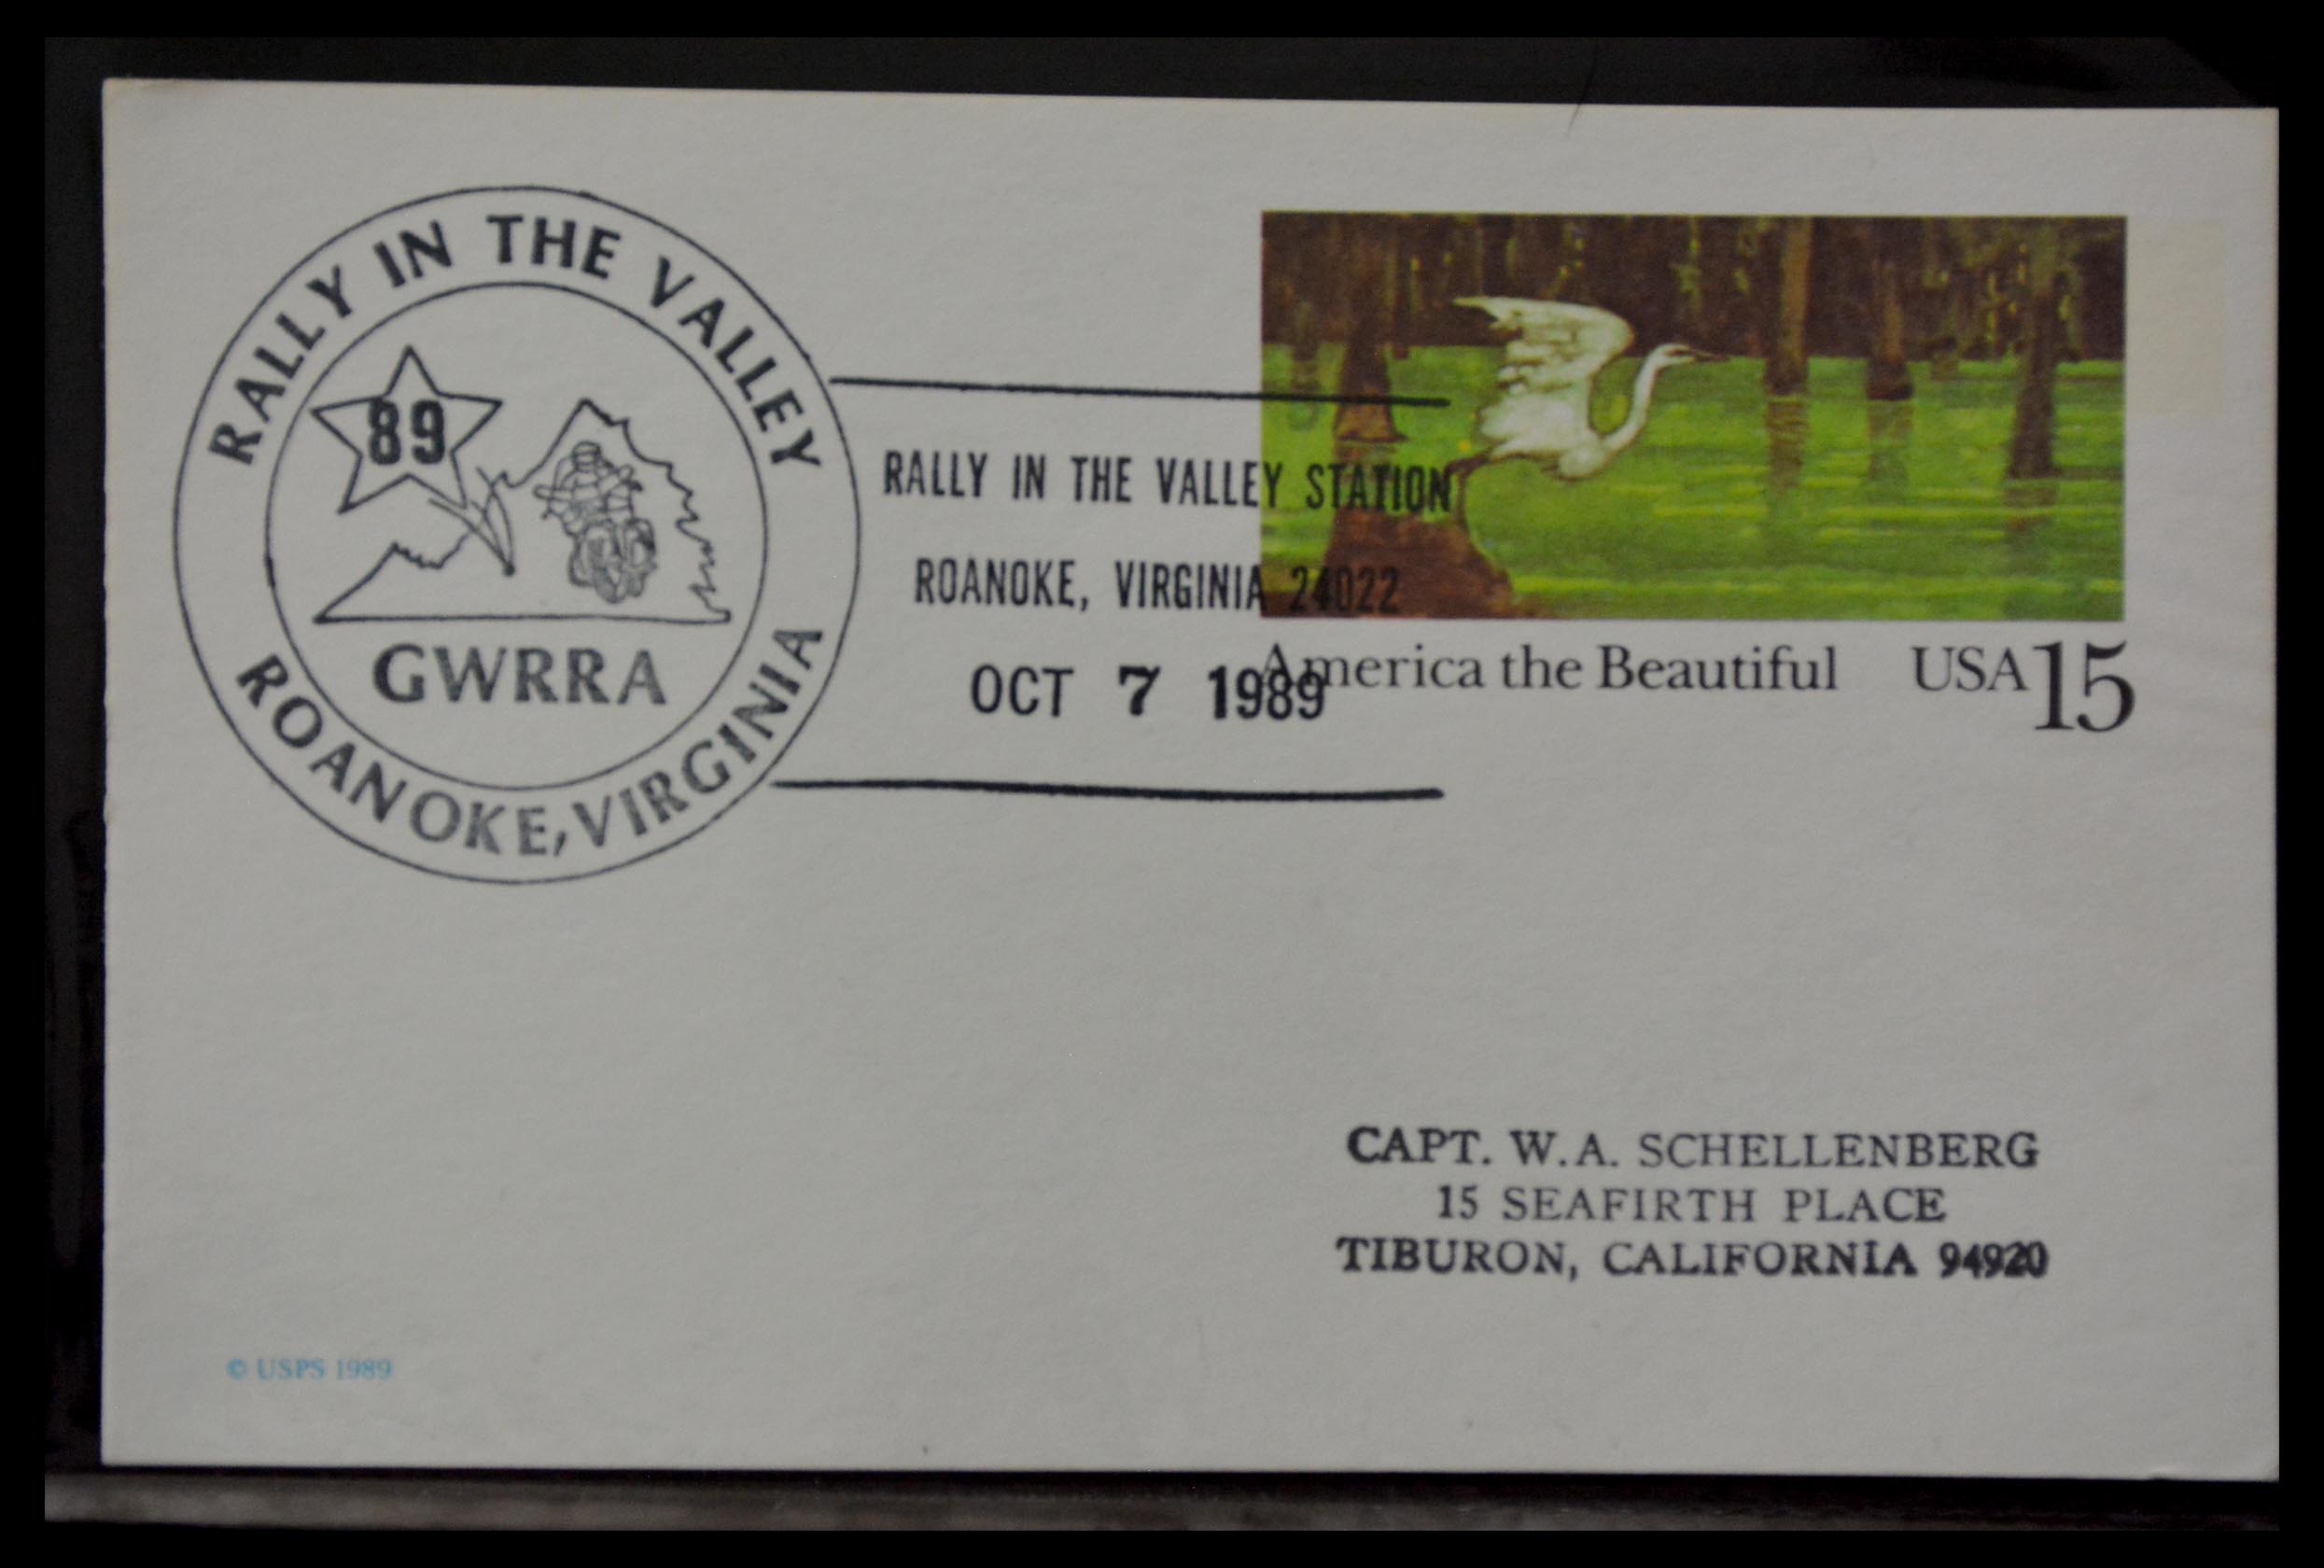 RALLY IN THE VALLEY
89
GWRRA
ROANOKE, VIRGINIA
RALLY IN THE VALLEY STATION
ROANOKE, VIRGINIA 24022
OCT 7 1989
America the Beautiful USA 15
CAPT. W.A. SCHELLENBERG
15 SEAFIRTH PLACE
TIBURON, CALIFORNIA 94920
© USPS 1989